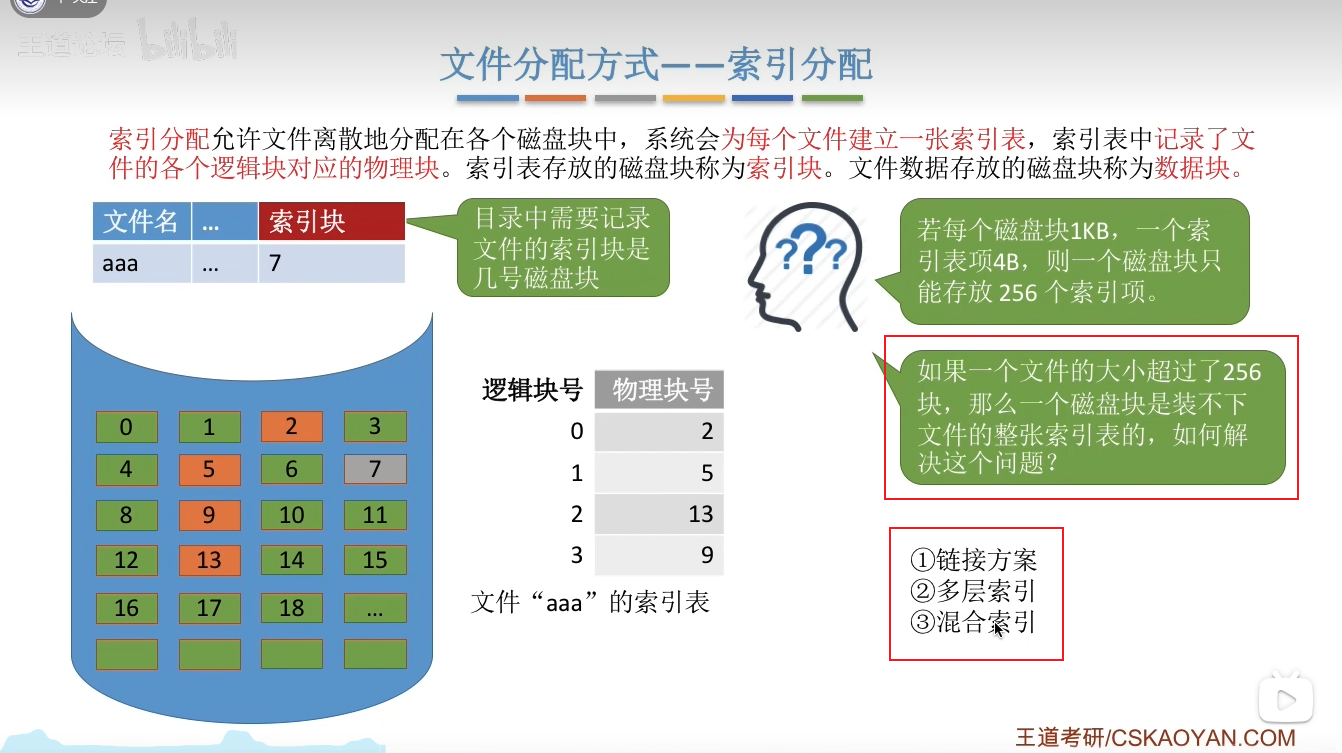 王道论坛 bilibili
文件分配方式——索引分配
索引分配允许文件离散地分配在各个磁盘块中，系统会为每个文件建立一张索引表，索引表中记录了文
件的各个逻辑块对应的物理块。索引表存放的磁盘块称为索引块。文件数据存放的磁盘块称为数据块。
文件名 ... 索引块
aaa ... 7
目录中需要记录
文件的索引块是
几号磁盘块
???
若每个磁盘块1KB，一个索
引表项4B，则一个磁盘块只
能存放 256 个索引项。
如果一个文件的大小超过了256
块，那么一个磁盘块是装不下
文件的整张索引表的，如何解
决这个问题？
0 1 2 3
4 5 6 7
8 9 10 11
12 13 14 15
16 17 18 ...
逻辑块号 物理块号
0 2
1 5
2 13
3 9
文件“aaa”的索引表
①链接方案
②多层索引
③混合索引
王道考研/CSKAOYAN.COM